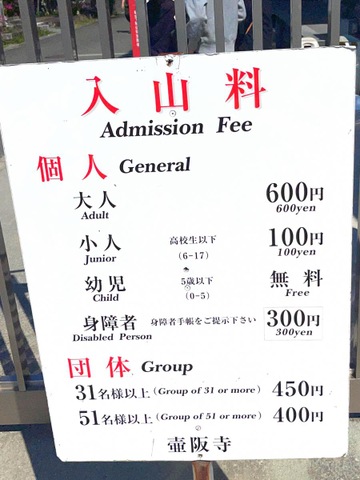 入山料
Admission Fee
個人 General
大人 600円
Adult 600yen
小人 高校生以下 100円
Junior (6-17) 100yen
幼児 5歳以下 無料
Child (0-5) Free
身障者 身障者手帳をご提示下さい 300円
Disabled Person 300yen
団体 Group
31名様以上(Group of 31 or more) 450円
51名様以上(Group of 51 or more) 400円
壷阪寺